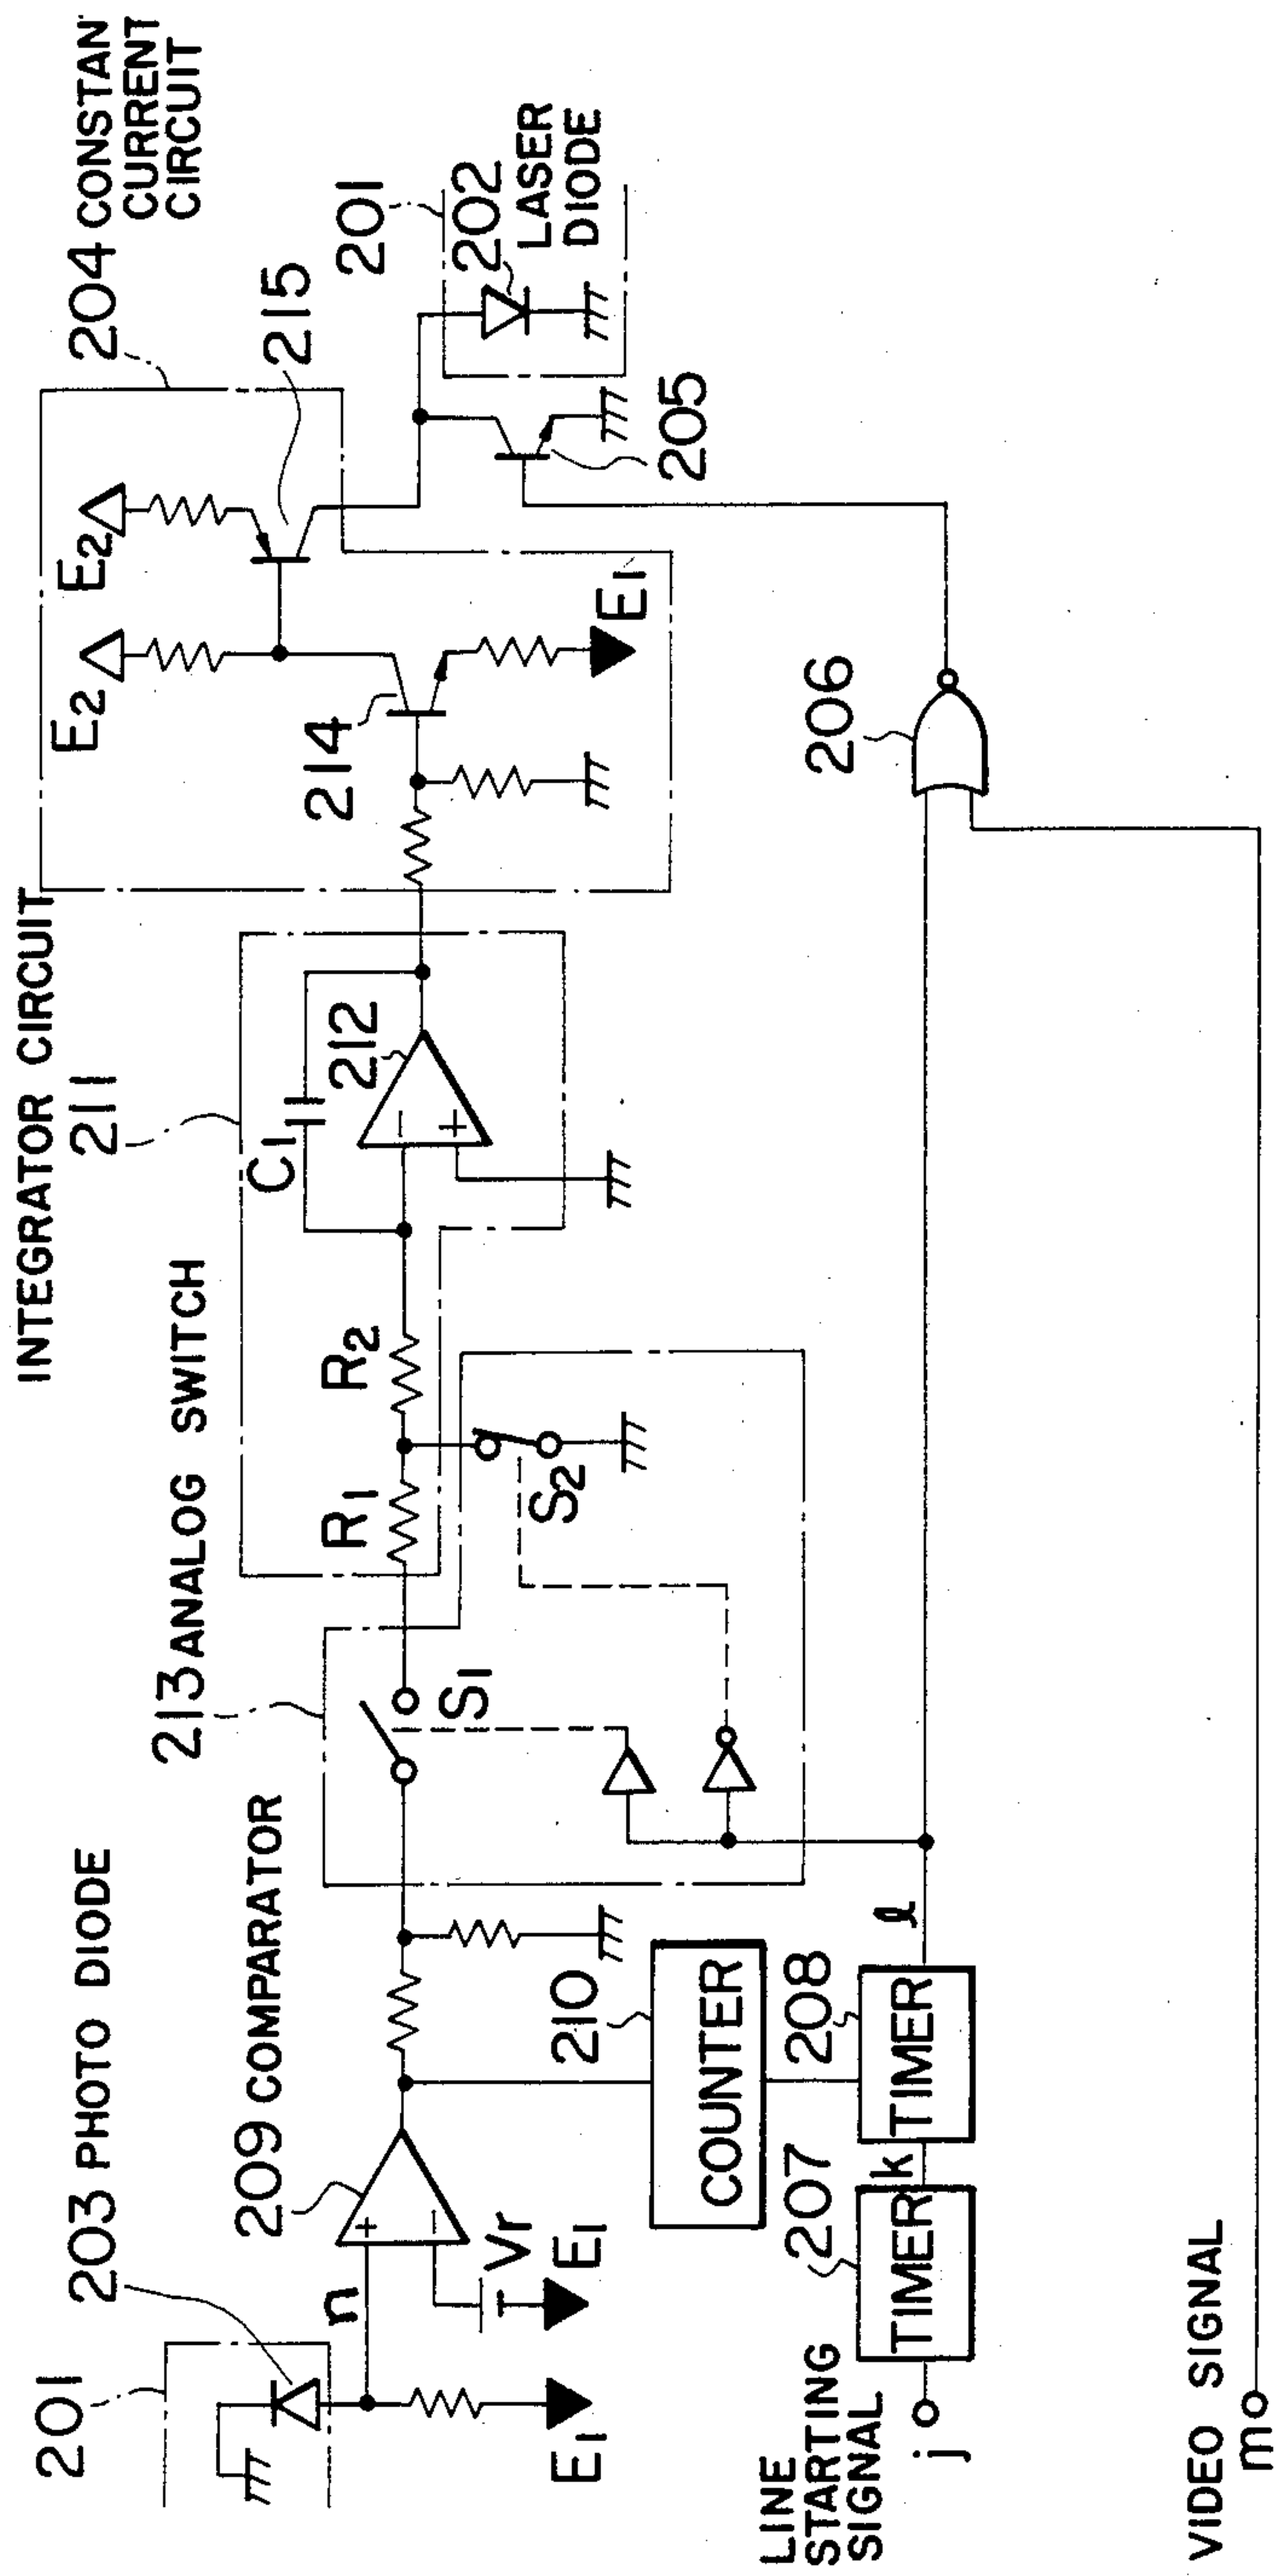 INTEGRATOR CIRCUIT
211
204 CONSTAN
CURRENT
CIRCUIT
213 ANALOG SWITCH
203 PHOTO DIODE
209 COMPARATOR
201
n
Vr
E1
E1
S1
R1
R2
S2
C1
212
−
+
+
−
214
215
E2
E2
E1
201
202
LASER
DIODE
205
206
210
COUNTER
207
TIMER
k
208
TIMER
l
LINE
STARTING
SIGNAL
j
VIDEO SIGNAL
m